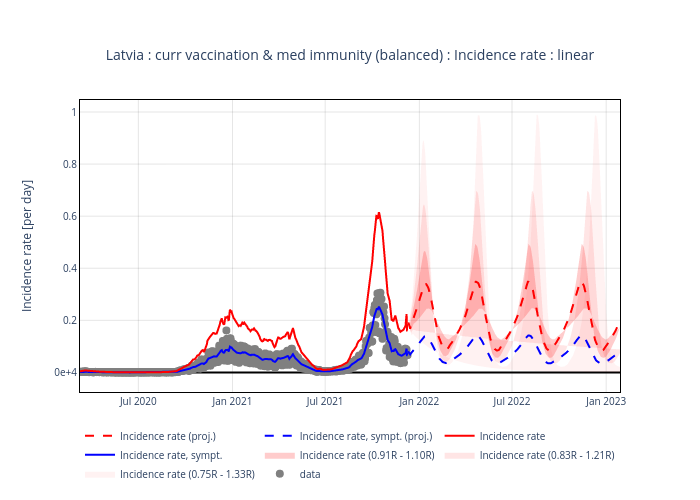 Latvia : curr vaccination & med immunity (balanced) : Incidence rate : linear
Incidence rate [per day]
1
0.8
0.6
0.4
0.2
0e+4
Jul 2020 Jan 2021 Jul 2021 Jan 2022 Jul 2022 Jan 2023
Incidence rate (proj.) Incidence rate, sympt. (proj.) Incidence rate
Incidence rate, sympt. Incidence rate (0.91R - 1.10R) Incidence rate (0.83R - 1.21R)
Incidence rate (0.75R - 1.33R) data